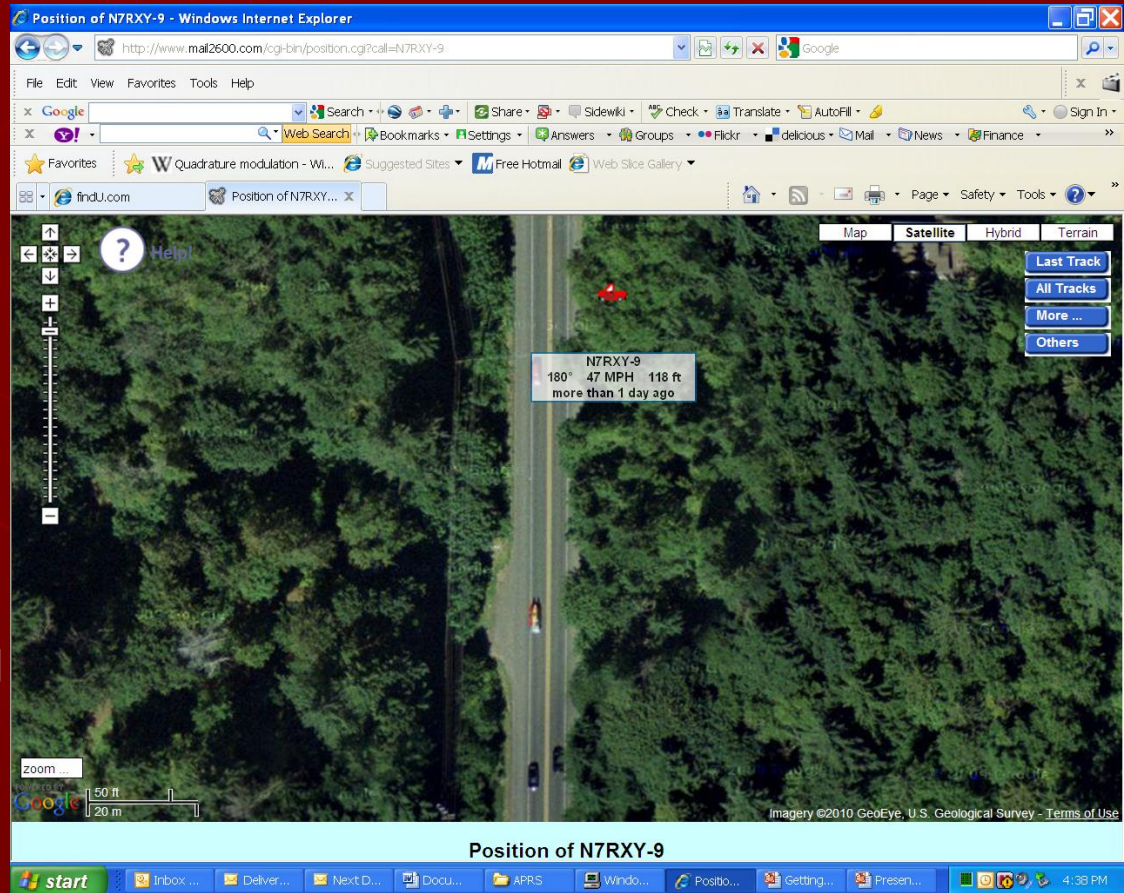 Position of N7RXY-9 - Windows Internet Explorer
http://www.mail2600.com/cgi-bin/position.cgi?call=N7RXY-9
Google
File Edit View Favorites Tools Help
x
x Google Search Share Sidewiki Check Translate AutoFill Sign In
X Y! Web Search Bookmarks Settings Answers Groups Flickr delicious Mail News Finance »
Favorites W Quadrature modulation - Wi... Suggested Sites Free Hotmail Web Slice Gallery
findU.com Position of N7RXY... X Page Safety Tools »
Map Satellite Hybrid Terrain
? Help!
Last Track
All Tracks
More ...
Others
N7RXY-9
180° 47 MPH 118 ft
more than 1 day ago
zoom ...
POWERED BY
Google
50 ft
20 m
Imagery ©2010 GeoEye, U.S. Geological Survey - Terms of Use
Position of N7RXY-9
start Inbox ... Deliver... Next D... Docu... APRS Windo... Positio... Getting... Presen... 4:38 PM